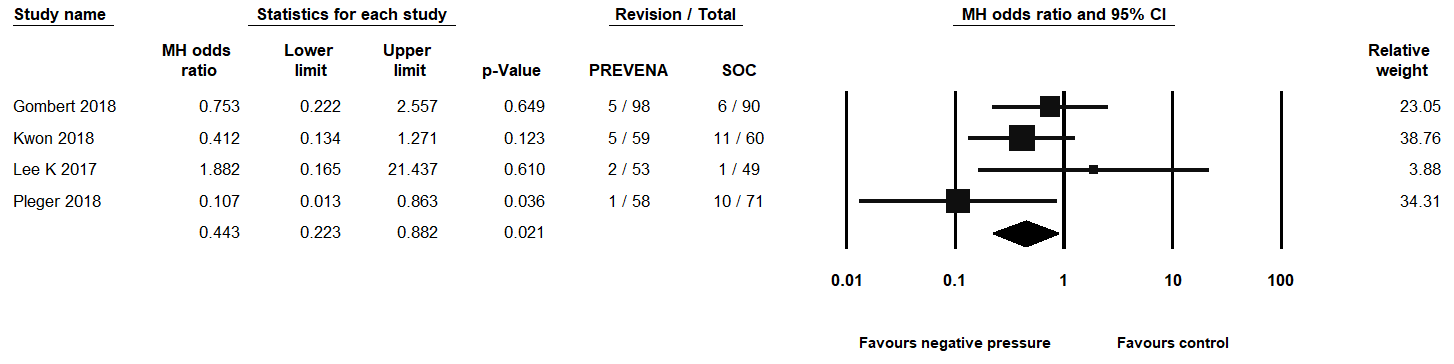 Study name Statistics for each study Revision / Total MH odds ratio and 95% CI
MH odds Lower Upper Relative
ratio limit limit p-Value PREVENA SOC weight
Gombert 2018 0.753 0.222 2.557 0.649 5 / 98 6 / 90 23.05
Kwon 2018 0.412 0.134 1.271 0.123 5 / 59 11 / 60 38.76
Lee K 2017 1.882 0.165 21.437 0.610 2 / 53 1 / 49 3.88
Pleger 2018 0.107 0.013 0.863 0.036 1 / 58 10 / 71 34.31
0.443 0.223 0.882 0.021
0.01 0.1 1 10 100
Favours negative pressure Favours control